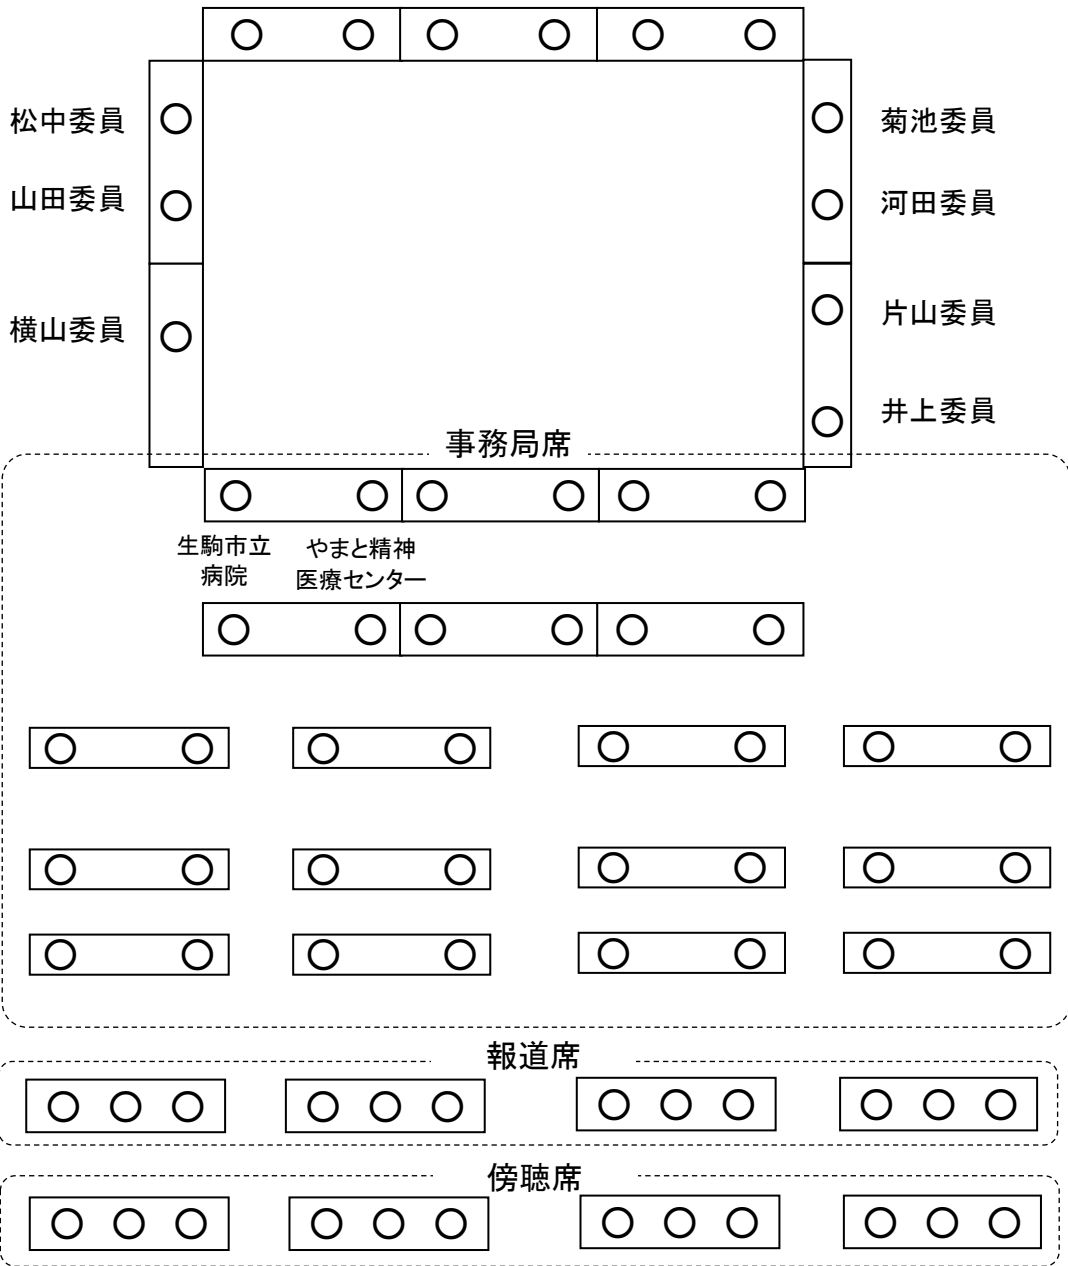 松中委員
菊池委員
山田委員
河田委員
片山委員
横山委員
井上委員
事務局席
生駒市立
病院
やまと精神
医療センター
報道席
傍聴席